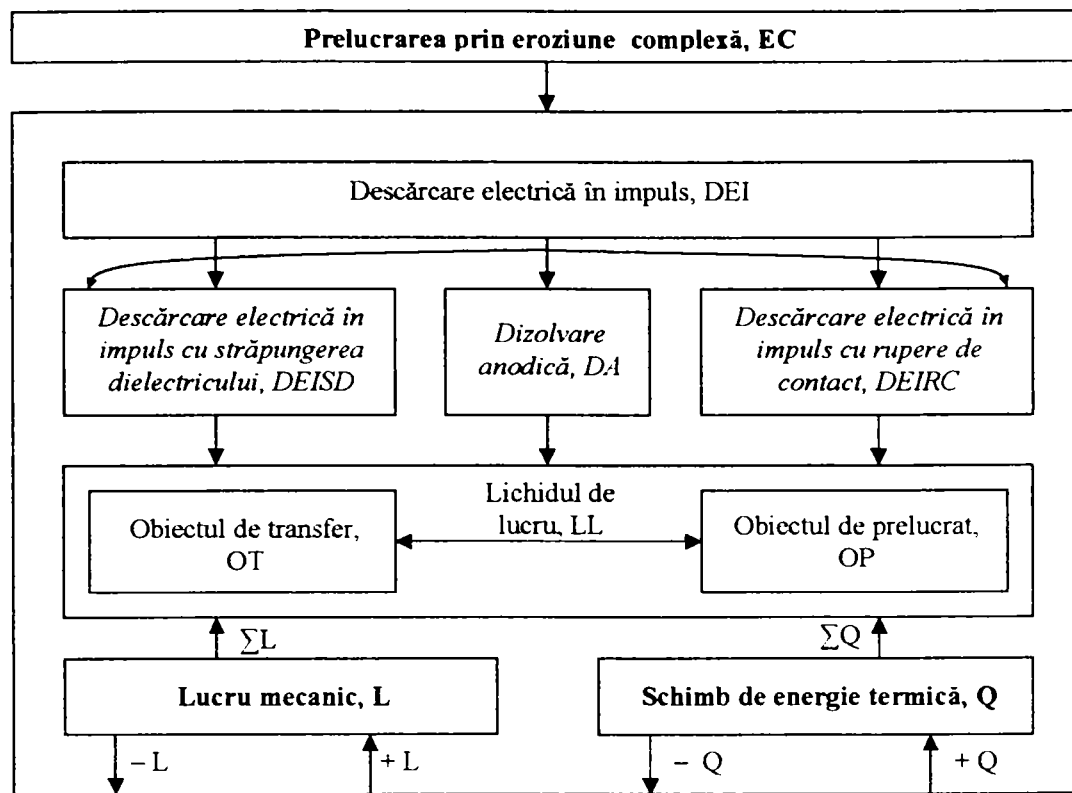 Prelucrarea prin eroziune complexă, EC
Descărcare electrică în impuls, DEI
Descărcare electrică în
impuls cu străpungerea
dielectricului, DEISD
Dizolvare
anodică, DA
Descărcare electrică în
impuls cu rupere de
contact, DEIRC
Lichidul de
lucru, LL
Obiectul de transfer,
OT
Obiectul de prelucrat,
OP
∑L
∑Q
Lucru mecanic, L
Schimb de energie termică, Q
– L
+ L
– Q
+ Q